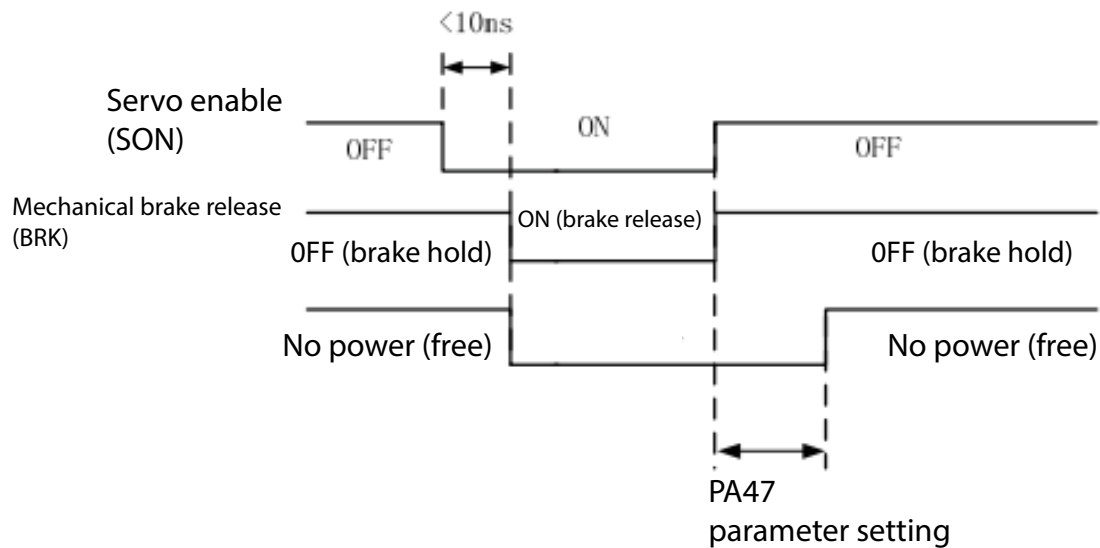 <10ms
Servo enable
(SON)
OFF
ON
OFF
Mechanical brake release
(BRK)
ON (brake release)
0FF (brake hold)
0FF (brake hold)
No power (free)
No power (free)
PA47
parameter setting